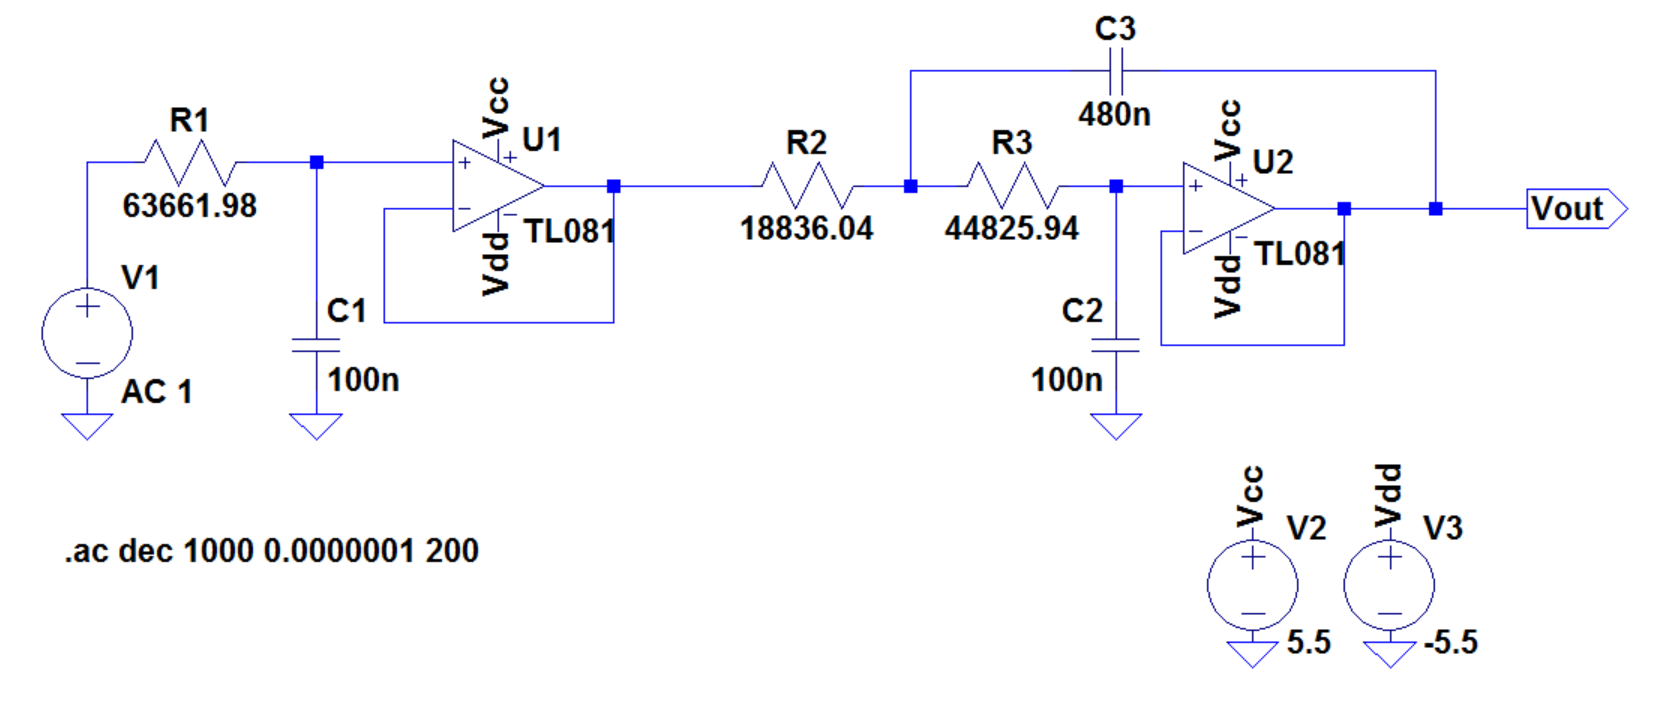 C3
480n
R1
63661.98
Vcc
+
U1
+
−
−
TL081
Vdd
R2
18836.04
R3
44825.94
Vcc
+
U2
+
−
−
TL081
Vdd
Vout
V1
+
−
AC 1
C1
100n
C2
100n
.ac dec 1000 0.0000001 200
Vcc
V2
+
−
5.5
Vdd
V3
+
−
-5.5